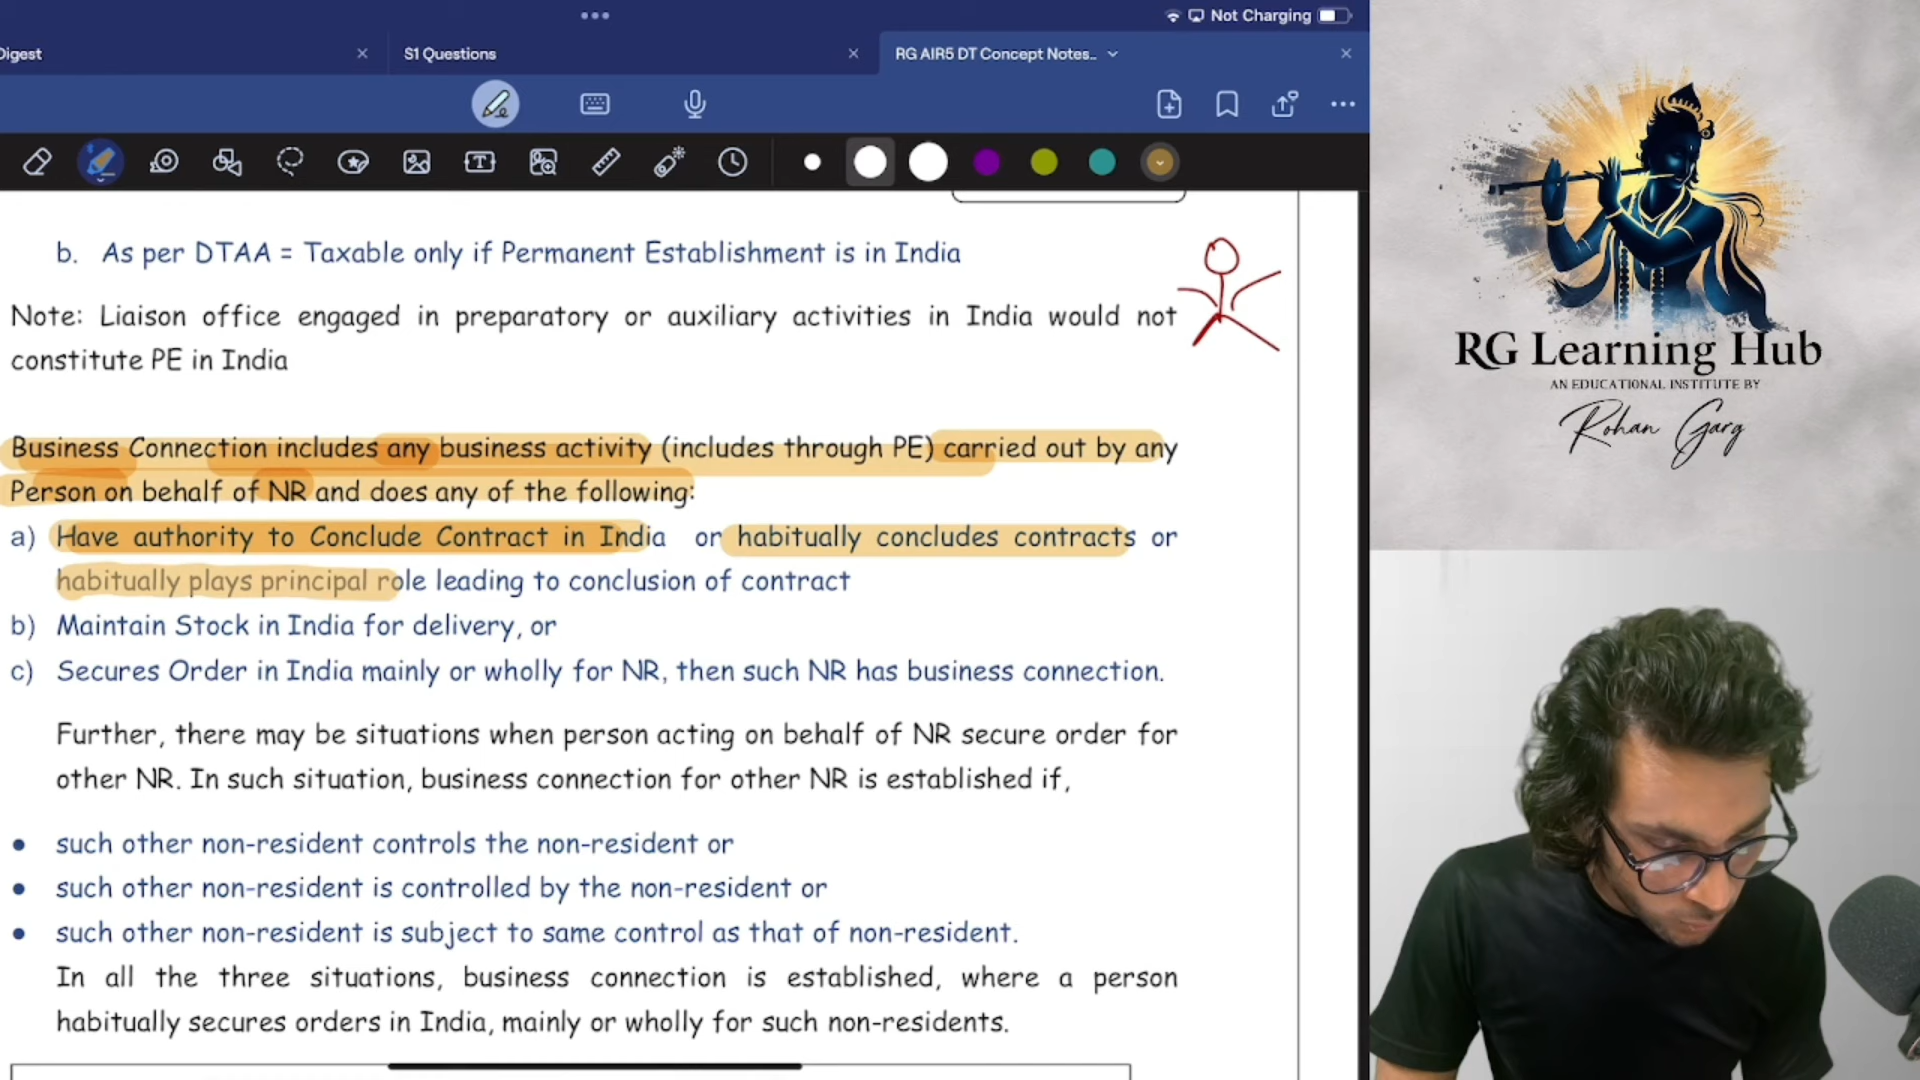 Not Charging
Digest
S1 Questions
RG AIR5 DT Concept Notes..
b. As per DTAA = Taxable only if Permanent Establishment is in India
Note: Liaison office engaged in preparatory or auxiliary activities in India would not
constitute PE in India
Business Connection includes any business activity (includes through PE) carried out by any
Person on behalf of NR and does any of the following:
a) Have authority to Conclude Contract in India or habitually concludes contracts or
habitually plays principal role leading to conclusion of contract
b) Maintain Stock in India for delivery, or
c) Secures Order in India mainly or wholly for NR, then such NR has business connection.
Further, there may be situations when person acting on behalf of NR secure order for
other NR. In such situation, business connection for other NR is established if,
• such other non-resident controls the non-resident or
• such other non-resident is controlled by the non-resident or
• such other non-resident is subject to same control as that of non-resident.
In all the three situations, business connection is established, where a person
habitually secures orders in India, mainly or wholly for such non-residents.
RG Learning Hub
AN EDUCATIONAL INSTITUTE BY
Rohan Garg